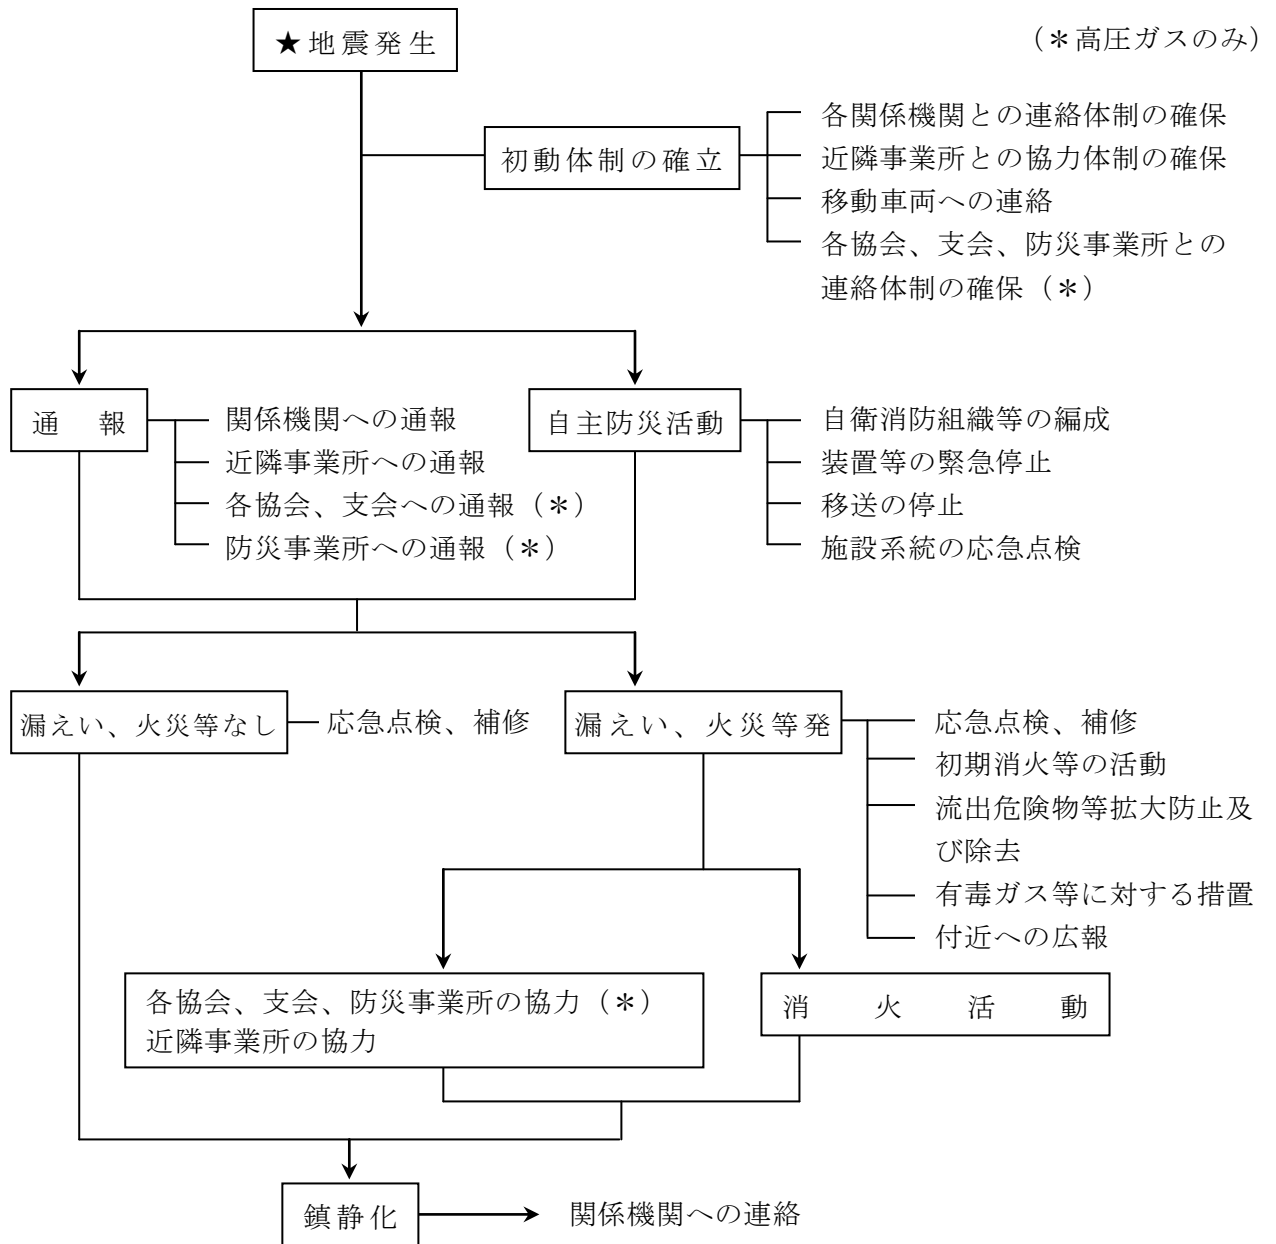 ★地震発生
（＊高圧ガスのみ）
初動体制の確立
各関係機関との連絡体制の確保
近隣事業所との協力体制の確保
移動車両への連絡
各協会、支会、防災事業所との
連絡体制の確保（＊）
通　報
関係機関への通報
近隣事業所への通報
各協会、支会への通報（＊）
防災事業所への通報（＊）
自主防災活動
自衛消防組織等の編成
装置等の緊急停止
移送の停止
施設系統の応急点検
漏えい、火災等なし
応急点検、補修
漏えい、火災等発
応急点検、補修
初期消火等の活動
流出危険物等拡大防止及
び除去
有毒ガス等に対する措置
付近への広報
各協会、支会、防災事業所の協力（＊）
近隣事業所の協力
消　火　活　動
鎮静化
関係機関への連絡